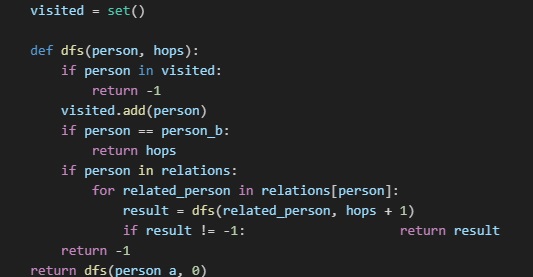 visited = set()
def dfs(person, hops):
if person in visited:
return -1
visited.add(person)
if person == person_b:
return hops
if person in relations:
for related_person in relations[person]:
result = dfs(related_person, hops + 1)
if result != -1: return result
return -1
return dfs(person_a, 0)